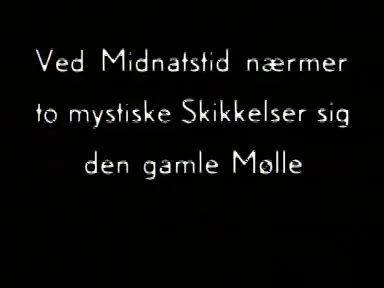 Ved Midnatstid nærmer
to mystiske Skikkelser sig
den gamle Mølle